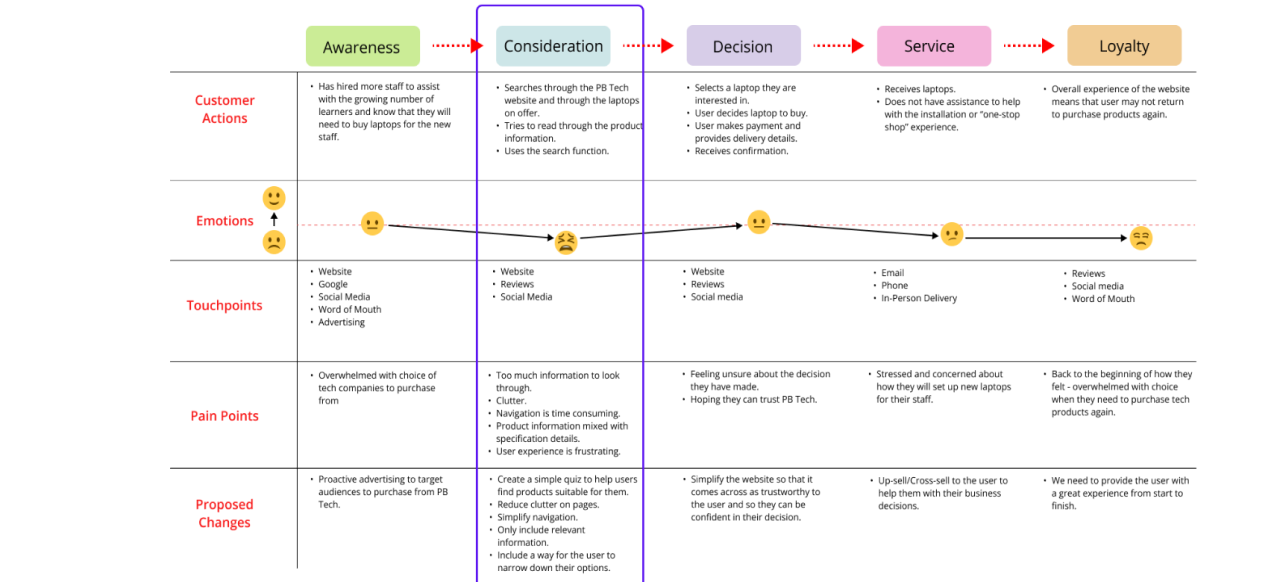 Awareness
Consideration
Decision
Service
Loyalty
Customer
Actions
• Has hired more staff to assist
with the growing number of
learners and know that they will
need to buy laptops for the new
staff.
• Searches through the PB Tech
website and through the laptops
on offer.
• Tries to read through the product
information.
• Uses the search function.
• Selects a laptop they are
interested in.
• User decides laptop to buy.
• User makes payment and
provides delivery details.
• Receives confirmation.
• Receives laptops.
• Does not have assistance to help
with the installation or "one-stop
shop" experience.
• Overall experience of the website
means that user may not return
to purchase products again.
Emotions
Touchpoints
• Website
• Google
• Social Media
• Word of Mouth
• Advertising
• Website
• Reviews
• Social Media
• Website
• Reviews
• Social media
• Email
• Phone
• In-Person Delivery
• Reviews
• Social media
• Word of Mouth
Pain Points
• Overwhelmed with choice of
tech companies to purchase
from
• Too much information to look
through.
• Clutter.
• Navigation is time consuming.
• Product information mixed with
specification details.
• User experience is frustrating.
• Feeling unsure about the decision
they have made.
• Hoping they can trust PB Tech.
• Stressed and concerned about
how they will set up new laptops
for their staff.
• Back to the beginning of how they
felt - overwhelmed with choice
when they need to purchase tech
products again.
Proposed
Changes
• Proactive advertising to target
audiences to purchase from PB
Tech.
• Create a simple quiz to help users
find products suitable for them.
• Reduce clutter on pages.
• Simplify navigation.
• Only include relevant
information.
• Include a way for the user to
narrow down their options.
• Simplify the website so that it
comes across as trustworthy to
the user and so they can be
confident in their decision.
• Up-sell/Cross-sell to the user to
help them with their business
decisions.
• We need to provide the user with
a great experience from start to
finish.